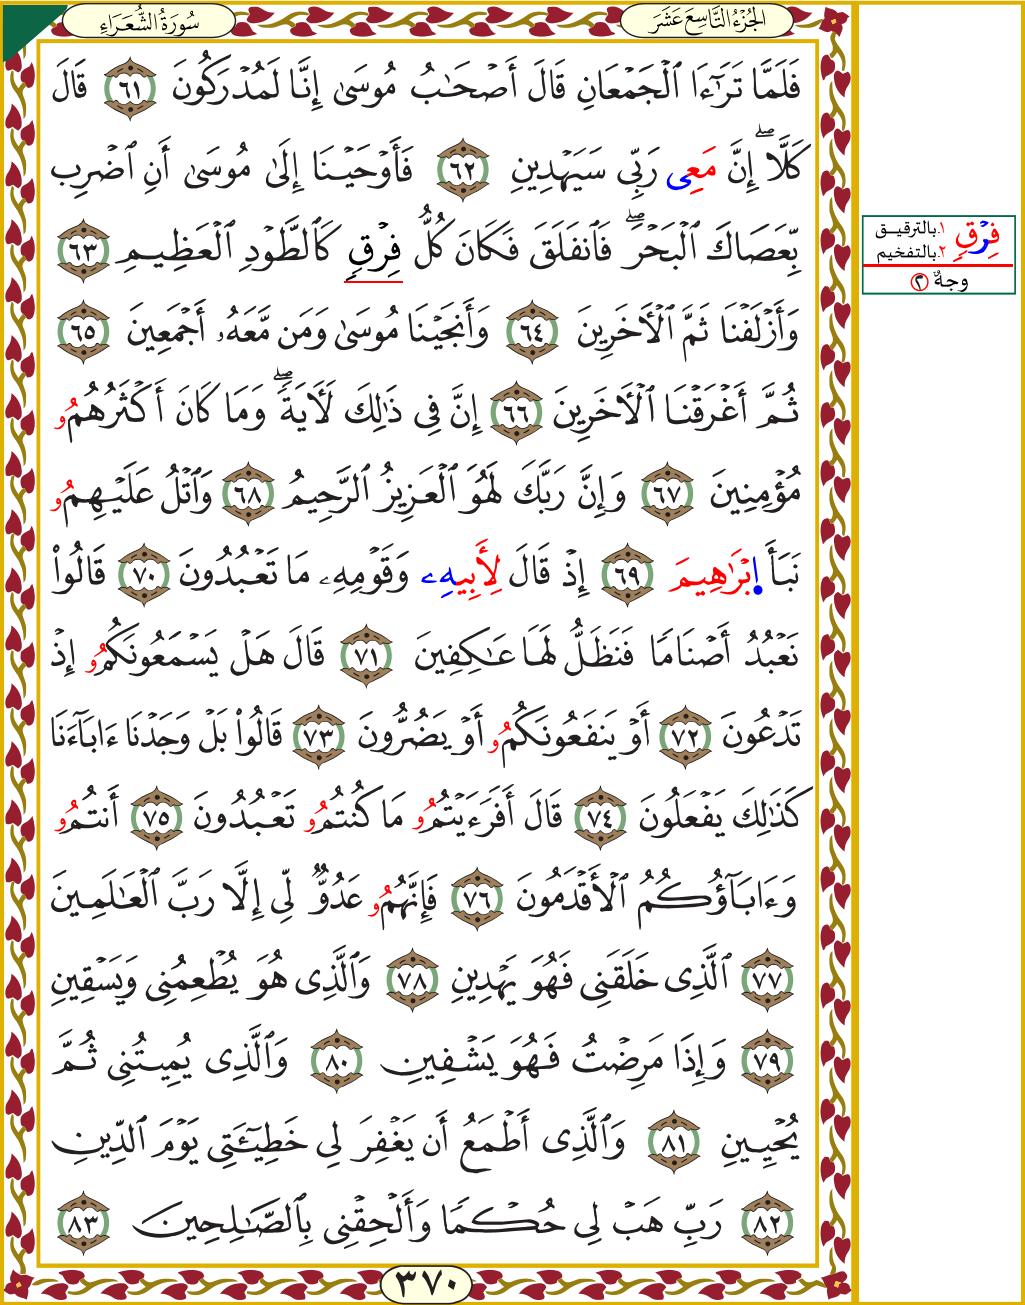 سُورَةُ الشُّعَرَاءِ
الجُزْءُ التَّاسِعَ عَشَرَ
فَلَمَّا تَرَٰٓءَا ٱلْجَمْعَانِ قَالَ أَصْحَٰبُ مُوسَىٰ إِنَّا لَمُدْرَكُونَ ٦١ قَالَ
كَلَّاۖ إِنَّ مَعِى رَبِّى سَيَهْدِينِ ٦٢ فَأَوْحَيْنَا إِلَىٰ مُوسَىٰ أَنِ ٱضْرِب
بِّعَصَاكَ ٱلْبَحْرَۖ فَٱنفَلَقَ فَكَانَ كُلُّ فِرْقٍ كَٱلطَّوْدِ ٱلْعَظِيمِ ٦٣
وَأَزْلَفْنَا ثَمَّ ٱلْأَخَرِينَ ٦٤ وَأَنجَيْنَا مُوسَىٰ وَمَن مَّعَهُۥ أَجْمَعِينَ ٦٥
ثُمَّ أَغْرَقْنَا ٱلْأَخَرِينَ ٦٦ إِنَّ فِى ذَٰلِكَ لَأَيَةًۖ وَمَا كَانَ أَكْثَرُهُمُو
مُؤْمِنِينَ ٦٧ وَإِنَّ رَبَّكَ لَهْوَ ٱلْعَزِيزُ ٱلرَّحِيمُ ٦٨ وَٱتْلُ عَلَيْهِمُو
نَبَأَ إِبْرَٰهِيمَ ٦٩ إِذْ قَالَ لِأَبِيهِۦ وَقَوْمِهِۦ مَا تَعْبُدُونَ ٧٠ قَالُوا۟
نَعْبُدُ أَصْنَامًا فَنَظَلُّ لَهَا عَٰكِفِينَ ٧١ قَالَ هَلْ يَسْمَعُونَكُمُو إِذْ
تَدْعُونَ ٧٢ أَوْ يَنفَعُونَكُمُو أَوْ يَضُرُّونَ ٧٣ قَالُوا۟ بَلْ وَجَدْنَا ءَابَآءَنَا
كَذَٰلِكَ يَفْعَلُونَ ٧٤ قَالَ أَفَرَءَيْتُمُو مَا كُنتُمُو تَعْبُدُونَ ٧٥ أَنتُمُو
وَءَابَآؤُكُمُ ٱلْأَقْدَمُونَ ٧٦ فَإِنَّهُمُو عَدُوٌّ لِّى إِلَّا رَبَّ ٱلْعَٰلَمِينَ
٧٧ ٱلَّذِى خَلَقَنِى فَهْوَ يَهْدِينِ ٧٨ وَٱلَّذِى هُوَ يُطْعِمُنِى وَيَسْقِينِ
٧٩ وَإِذَا مَرِضْتُ فَهْوَ يَشْفِينِ ٨٠ وَٱلَّذِى يُمِيتُنِى ثُمَّ
يُحْيِينِ ٨١ وَٱلَّذِى أَطْمَعُ أَن يَغْفِرَ لِى خَطِيٓـَٔتِى يَوْمَ ٱلدِّينِ
٨٢ رَبِّ هَبْ لِى حُكْمًا وَأَلْحِقْنِى بِٱلصَّٰلِحِينَ ٨٣
٣٧٠
فِرْقٍ ١.بالترقيق
٢.بالتفخيم
وجهٌ ٢